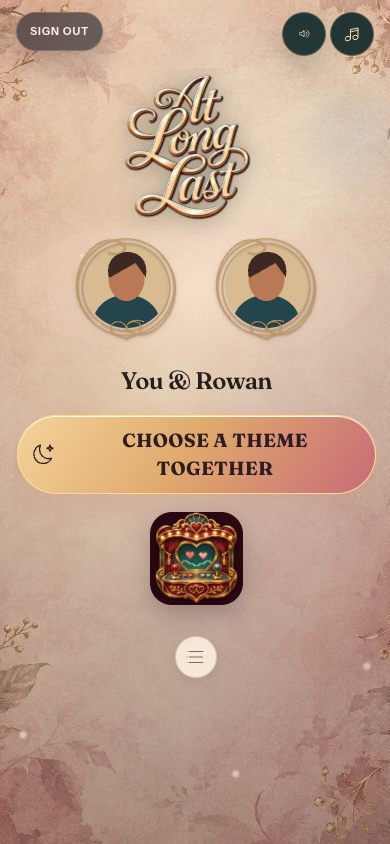 SIGN OUT
At
Long
Last
You & Rowan
CHOOSE A THEME
TOGETHER